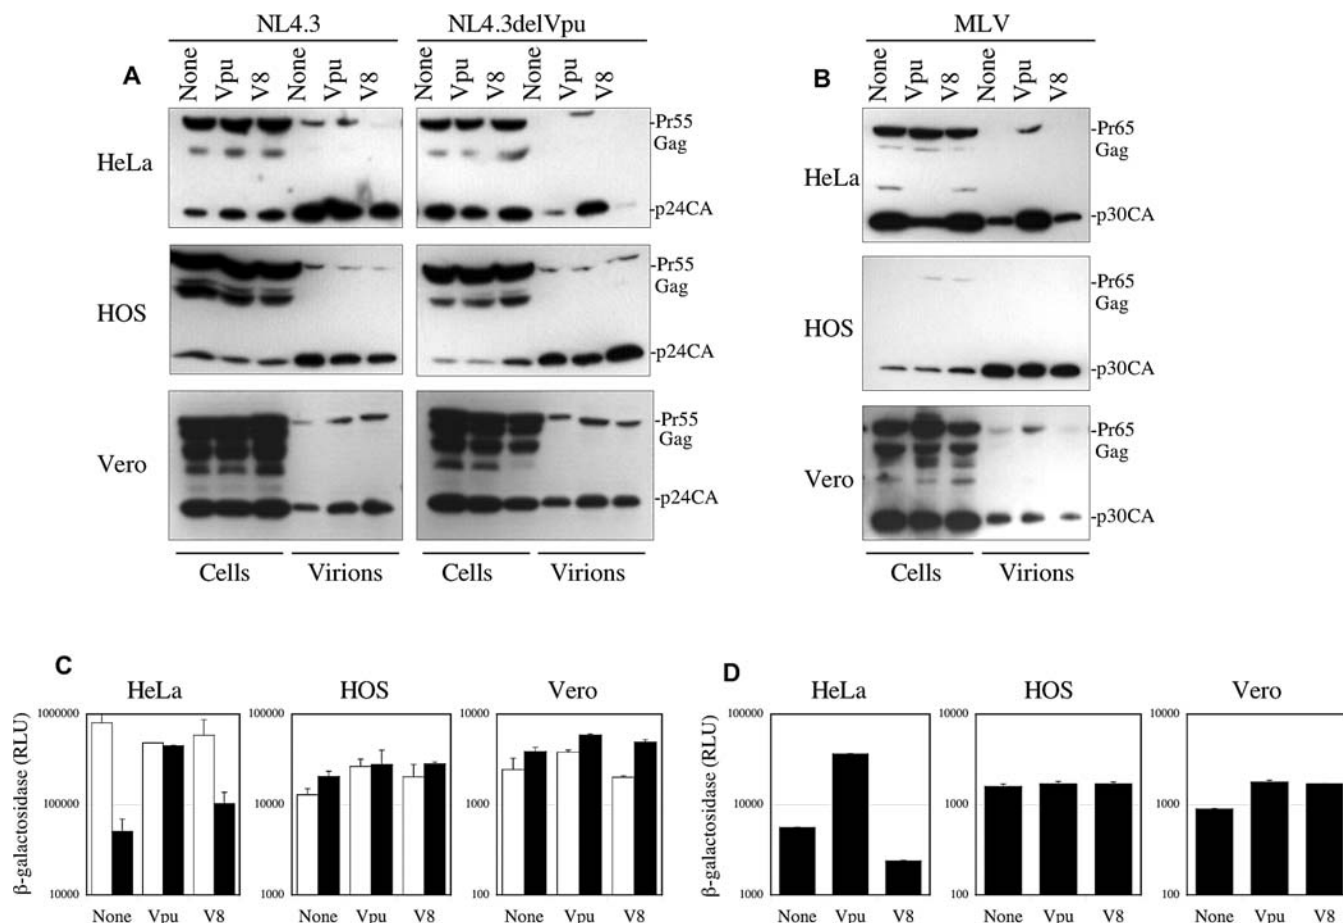 NL4.3 NL4.3delVpu MLV
A B
None Vpu V8 None Vpu V8 None Vpu V8 None Vpu V8 None Vpu V8 None Vpu V8
HeLa -Pr55 HeLa -Pr65
Gag Gag
-p24CA -p30CA
HOS -Pr55 HOS -Pr65
Gag Gag
-p24CA -p30CA
Vero -Pr55 Vero -Pr65
Gag Gag
-p24CA -p30CA
Cells Virions Cells Virions Cells Virions
C D
HeLa HOS Vero HeLa HOS Vero
β-galactosidase (RLU) β-galactosidase (RLU)
1000000 100000 10000 100000 10000 10000
100000 10000 1000 10000 1000 1000
10000 1000 100 1000 100 100
None Vpu V8 None Vpu V8 None Vpu V8 None Vpu V8 None Vpu V8 None Vpu V8